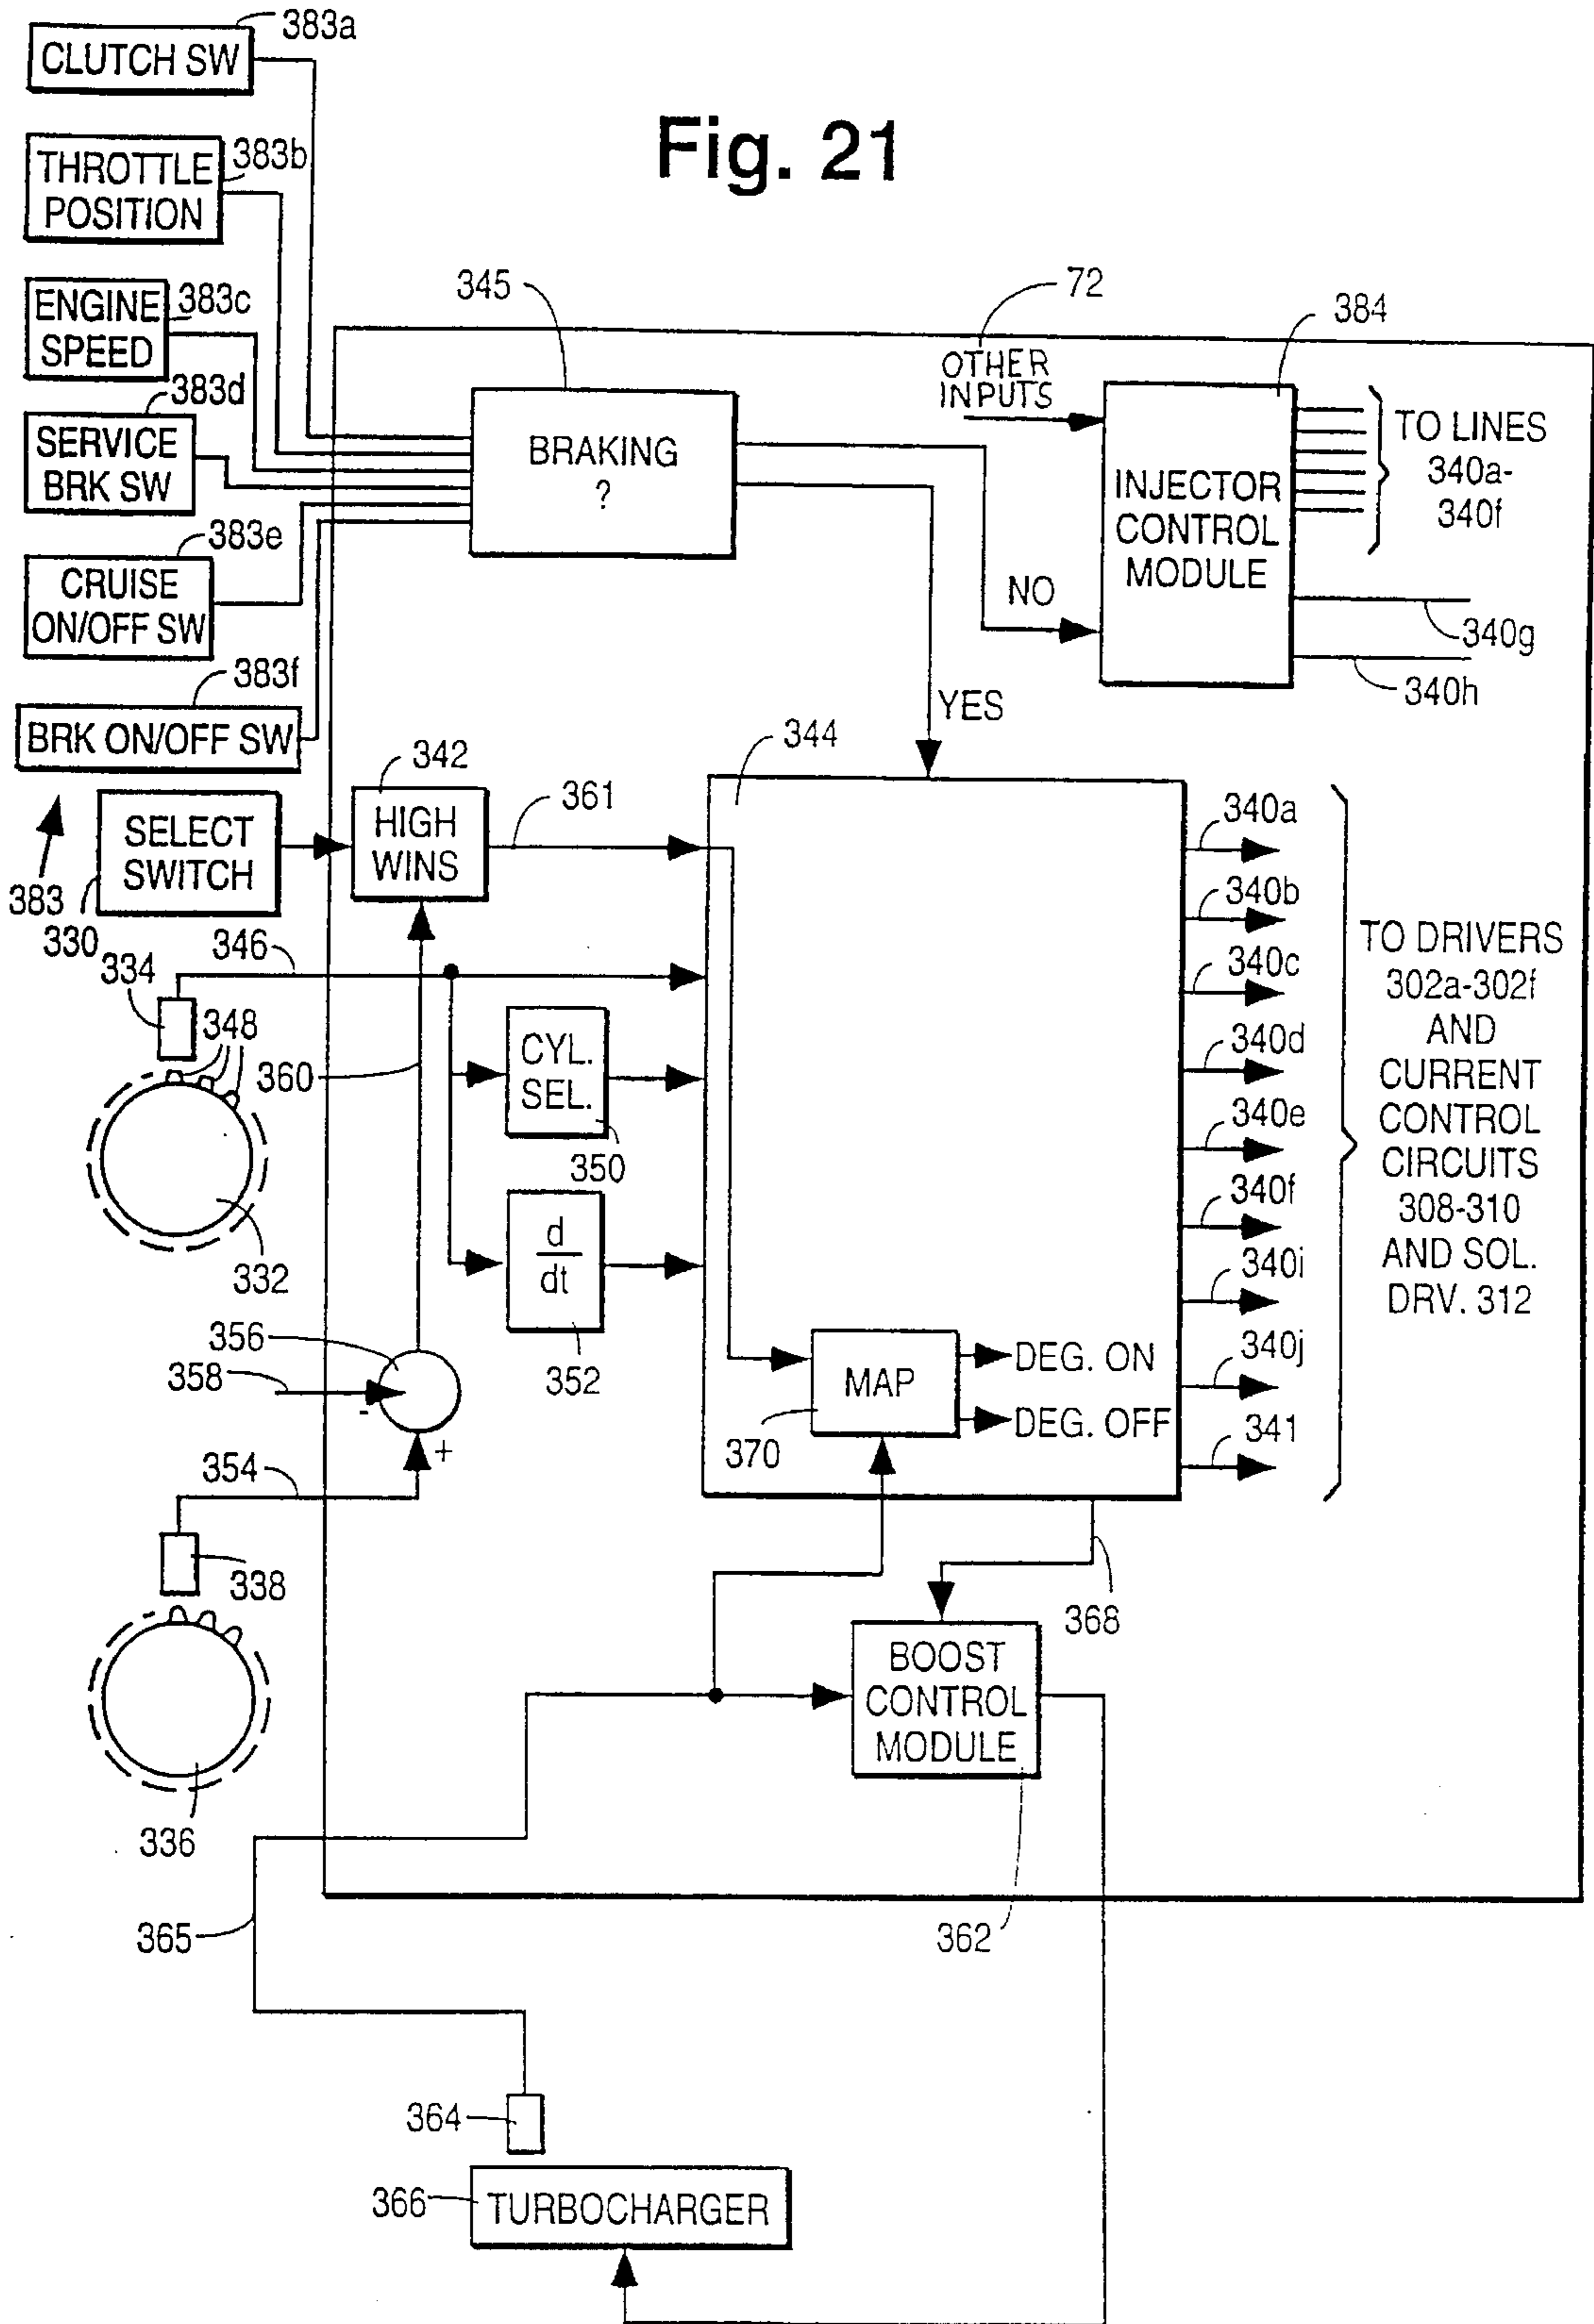 Fig. 21
383a
CLUTCH SW
THROTTLE
POSITION
383b
ENGINE
SPEED
383c
383d
SERVICE
BRK SW
383e
CRUISE
ON/OFF SW
383f
BRK ON/OFF SW
383
345
BRAKING
?
72
OTHER
INPUTS
384
INJECTOR
CONTROL
MODULE
TO LINES
340a-
340f
340g
340h
NO
YES
SELECT
SWITCH
330
342
HIGH
WINS
361
344
334
346
348
360
332
CYL.
SEL.
350
d
dt
352
356
358
-
+
354
338
336
MAP
370
DEG. ON
DEG. OFF
340a
340b
340c
340d
340e
340f
340i
340j
341
TO DRIVERS
302a-302f
AND
CURRENT
CONTROL
CIRCUITS
308-310
AND SOL.
DRV. 312
368
BOOST
CONTROL
MODULE
362
365
364
366
TURBOCHARGER